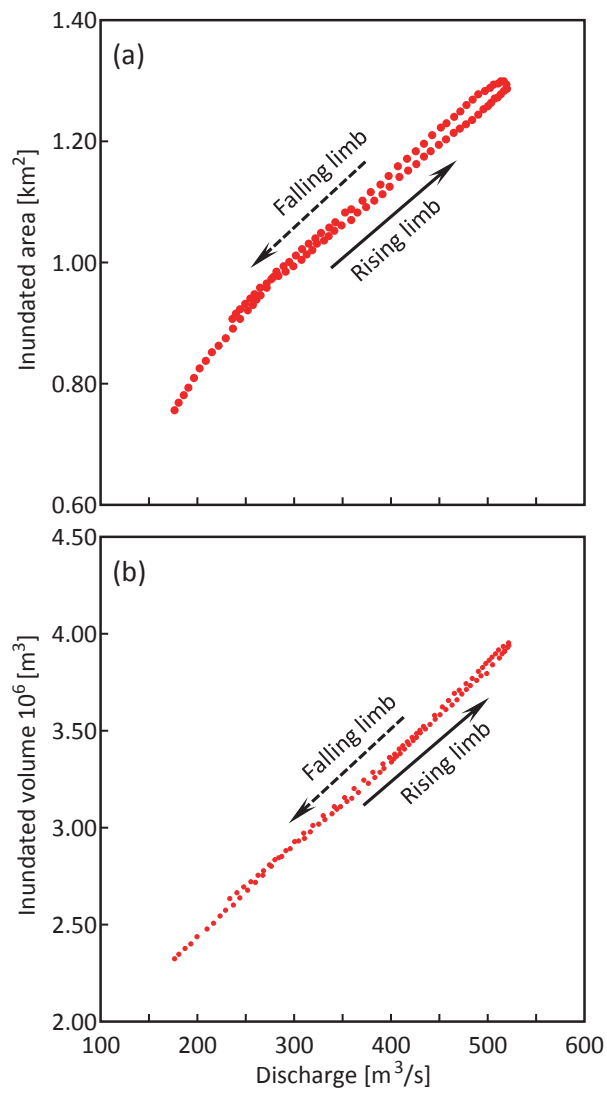 1.40
(a)
1.20
1.00
0.80
0.60
Inundated area [km²]
Falling limb
Rising limb
4.50
(b)
4.00
3.50
3.00
2.50
2.00
Inundated volume 10⁶ [m³]
Falling limb
Rising limb
100 200 300 400 500 600
Discharge [m³/s]